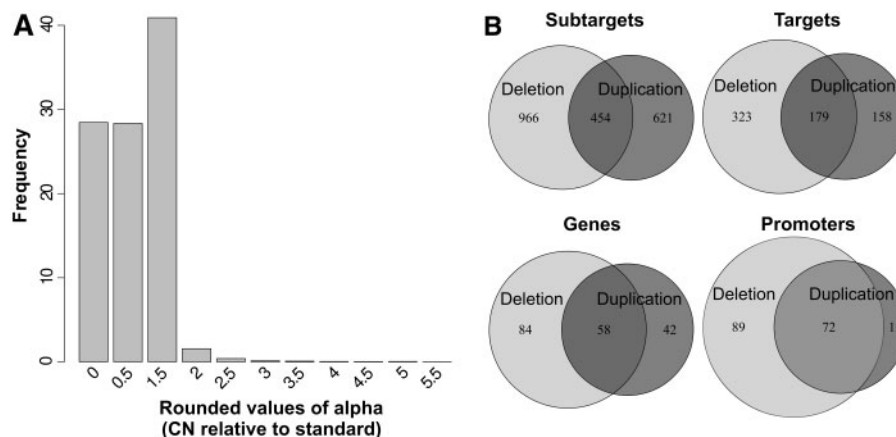 A
Frequency
40
30
20
10
0
0
0.5
1.5
2
2.5
3
3.5
4
4.5
5
5.5
Rounded values of alpha
(CN relative to standard)
B
Subtargets
Deletion
Duplication
966
454
621
Targets
Deletion
Duplication
323
179
158
Genes
Deletion
Duplication
84
58
42
Promoters
Deletion
Duplication
89
72